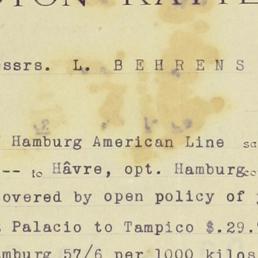 ssrs. L. BEHRENS
Hamburg American Line
-- to Hâvre, opt. Hamburg
overed by open policy of
Palacio to Tampico $.29.
mburg 57/6 per 1000 kilos